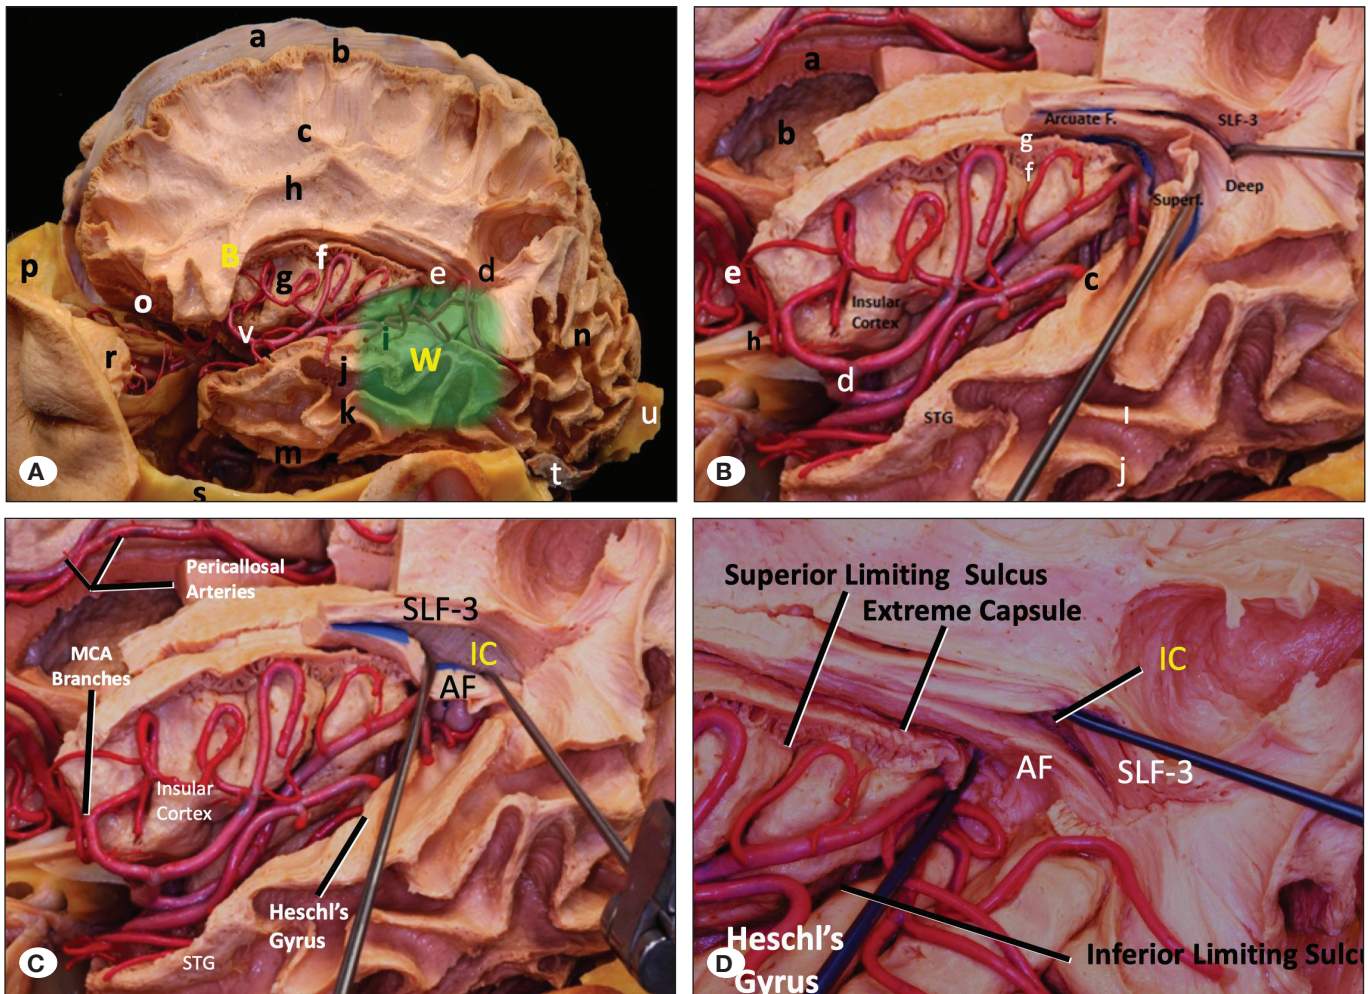 a
b
c
h
p
B
f
g
e
d
o
v
i
n
r
j
W
k
u
m
t
s
A
a
Arcuate F.
SLF-3
b
g
f
Deep
Superf.
e
c
Insular
Cortex
h
d
STG
i
j
B
Pericallosal
Arteries
SLF-3
MCA
Branches
IC
AF
Insular
Cortex
Heschl's
Gyrus
STG
C
Superior Limiting Sulcus
Extreme Capsule
IC
AF
SLF-3
Heschl's
Gyrus
Inferior Limiting Sulcu
D